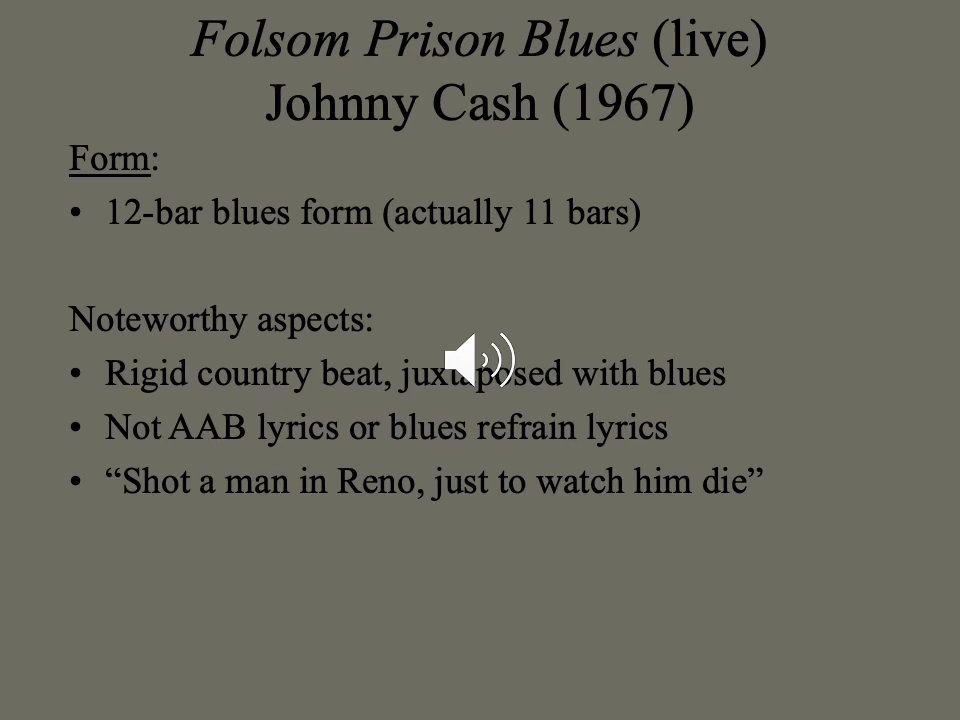 Folsom Prison Blues (live)
Johnny Cash (1967)
Form:
• 12-bar blues form (actually 11 bars)
Noteworthy aspects:
• Rigid country beat, juxtaposed with blues
• Not AAB lyrics or blues refrain lyrics
• “Shot a man in Reno, just to watch him die”